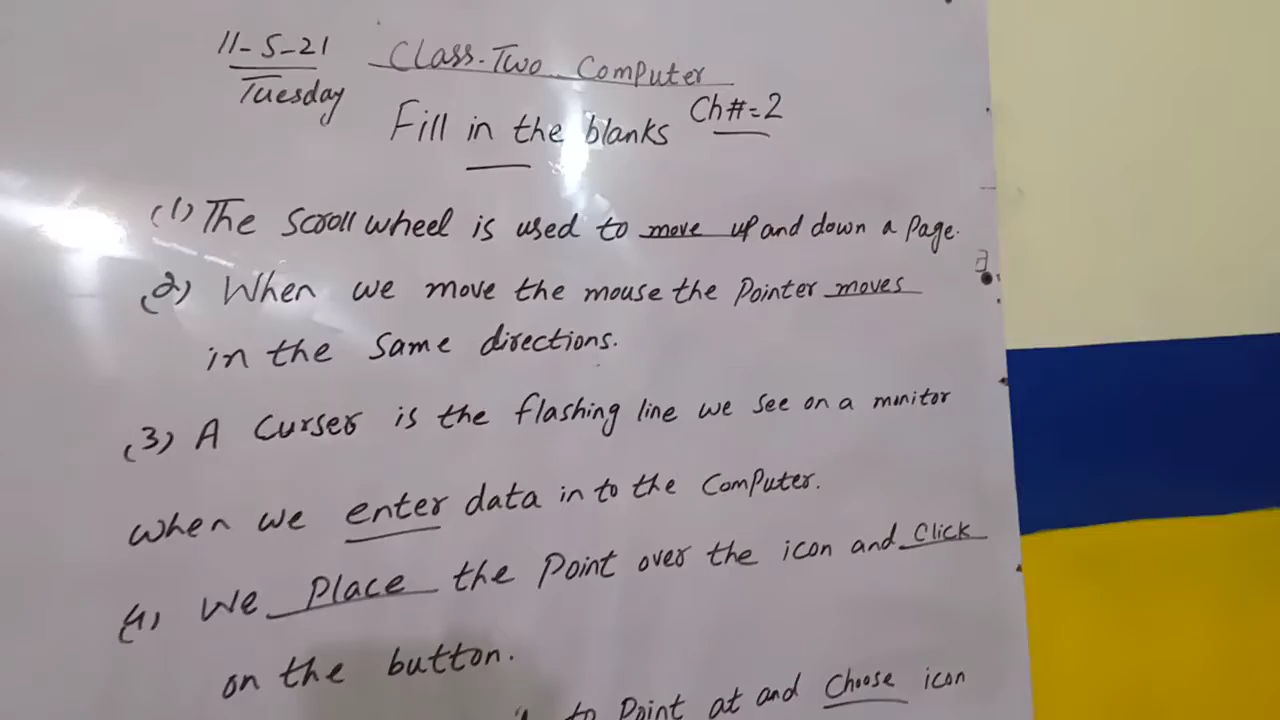 11-5-21 Class-Two Computer
Tuesday
Fill in the blanks Ch#=2
(1) The Scroll wheel is used to move up and down a Page.
(2) When we move the mouse the Pointer moves
in the same directions.
(3) A Curser is the flashing line we see on a monitor
when we enter data in to the Computer.
(4) We Place the Point over the icon and Click
on the button.
to Point at and Choose icon